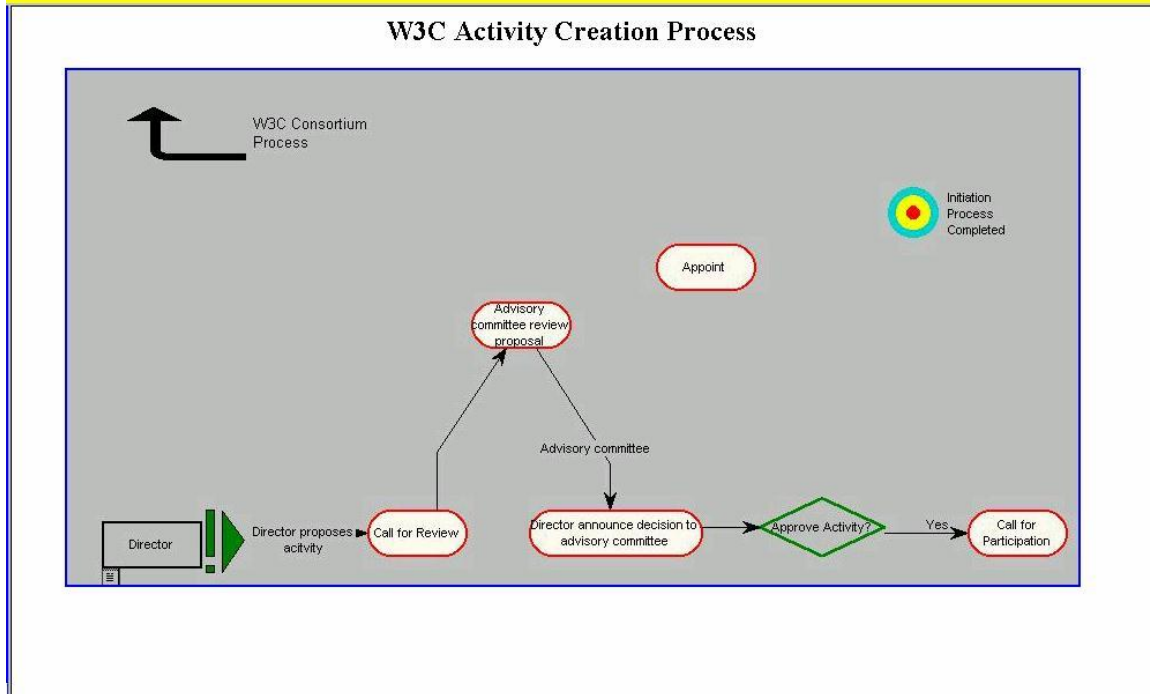 W3C Activity Creation Process
W3C Consortium
Process
Initiation
Process
Completed
Appoint
Advisory
committee review
proposal
Advisory committee
Director
Director proposes
acitivity
Call for Review
Director announce decision to
advisory committee
Approve Activity?
Yes
Call for
Participation